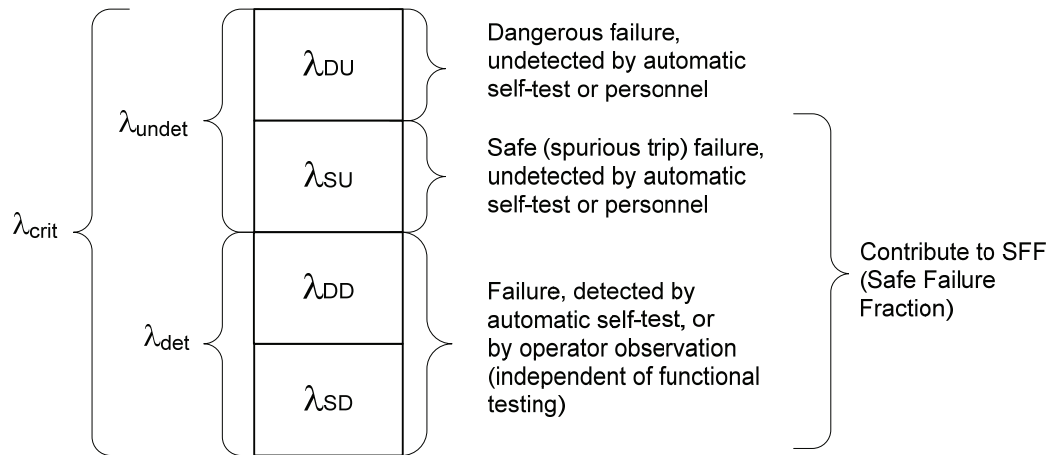 λDU
Dangerous failure,
undetected by automatic
self-test or personnel
λundet
λSU
Safe (spurious trip) failure,
undetected by automatic
self-test or personnel
λcrit
λDD
Failure, detected by
automatic self-test, or
by operator observation
(independent of functional
testing)
λdet
λSD
Contribute to SFF
(Safe Failure
Fraction)